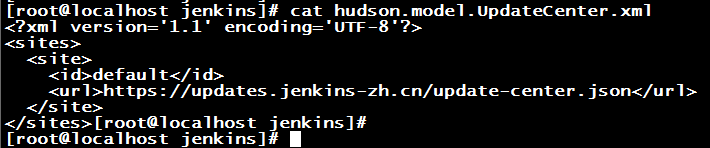 [root@localhost jenkins]# cat hudson.model.UpdateCenter.xml
<?xml version='1.1' encoding='UTF-8'?>
<sites>
  <site>
    <id>default</id>
    <url>https://updates.jenkins-zh.cn/update-center.json</url>
  </site>
</sites>[root@localhost jenkins]#
[root@localhost jenkins]#